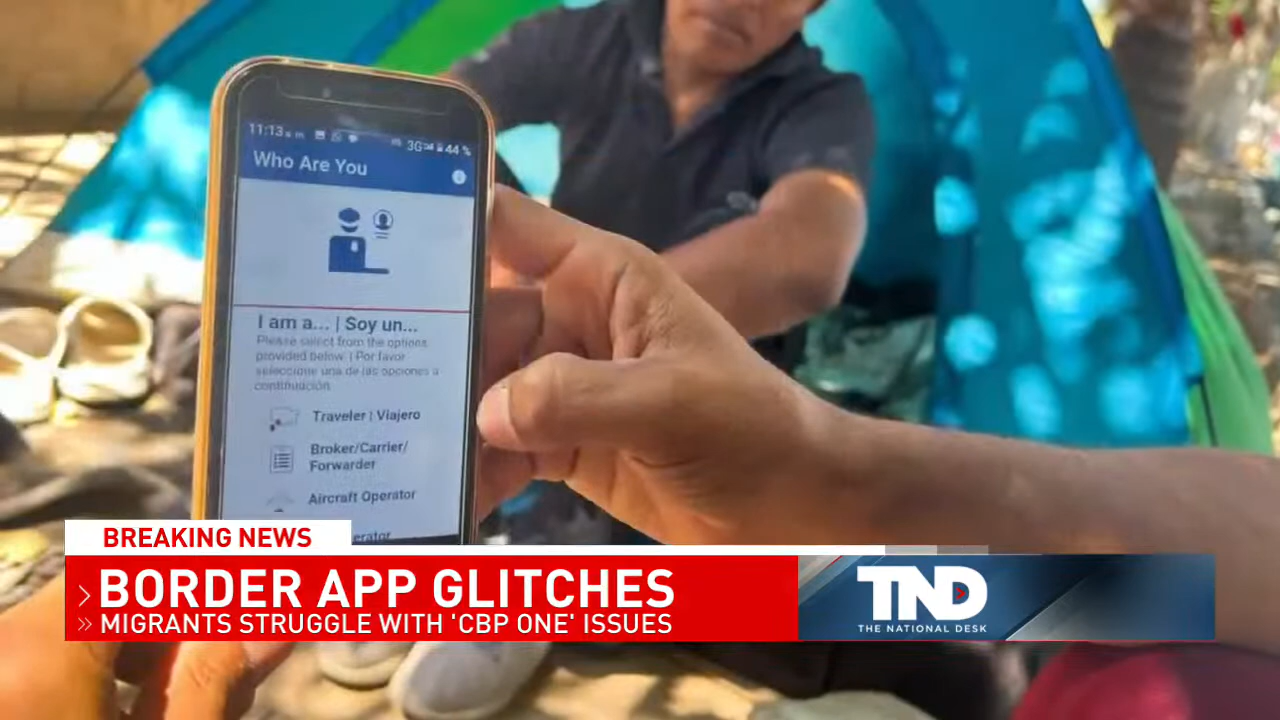 11:13 a. m.
3G 44 %
Who Are You
I am a... | Soy un...
Please select from the options
provided below. | Por favor
seleccione una de las opciones a
continuación
Traveler | Viajero
Broker/Carrier/
Forwarder
Aircraft Operator
BREAKING NEWS
BORDER APP GLITCHES
MIGRANTS STRUGGLE WITH 'CBP ONE' ISSUES
TND
THE NATIONAL DESK